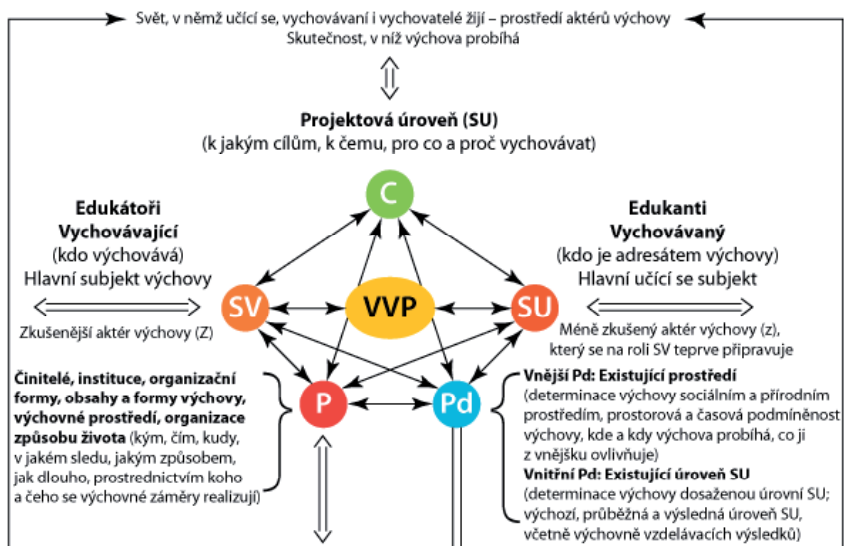 Svět, v němž učící se, vychovávaní i vychovatelé žijí – prostředí aktérů výchovy
Skutečnost, v níž výchova probíhá
Projektová úroveň (SU)
(k jakým cílům, k čemu, pro co a proč vychovávat)
C
Edukátoři
Vychovávající
(kdo výchovává)
Hlavní subjekt výchovy
Edukanti
Vychovávaný
(kdo je adresátem výchovy)
Hlavní učící se subjekt
SV
VVP
SU
Zkušenější aktér výchovy (Z)
Méně zkušený aktér výchovy (z),
který se na roli SV teprve připravuje
Činitelé, instituce, organizační
formy, obsahy a formy výchovy,
výchovné prostředí, organizace
způsobu života (kým, čím, kudy,
v jakém sledu, jakým způsobem,
jak dlouho, prostrednictvím koho
a čeho se výchovné záměry realizují)
P
Pd
Vnější Pd: Existující prostředí
(determinace výchovy sociálním a přírodním
prostředím, prostorová a časová podmíněnost
výchovy, kde a kdy výchova probíhá, co ji
z vnějšku ovlivňuje)
Vnitřní Pd: Existující úroveň SU
(determinace výchovy dosaženou úrovní SU;
výchozí, průběžná a výsledná úroveň SU,
včetně výchovně vzdelávacích výsledků)